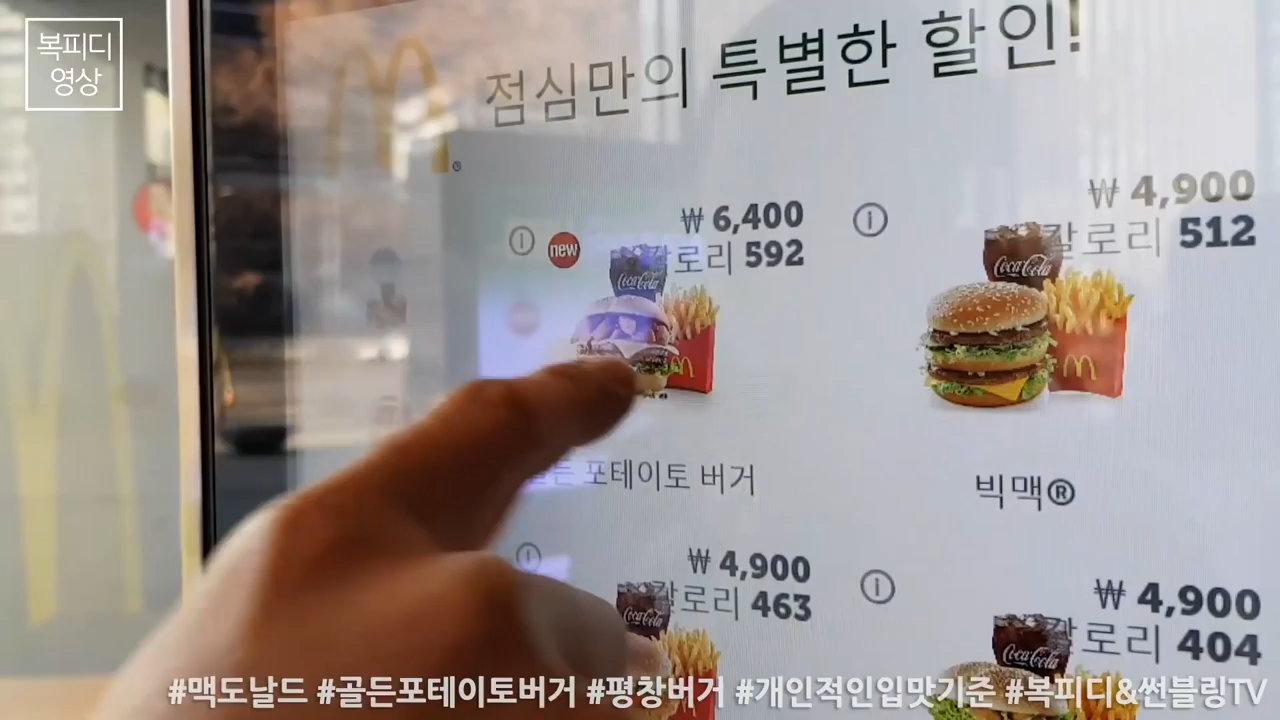 복피디
영상
점심만의 특별한 할인!
₩ 6,400
new 칼로리 592
₩ 4,900
칼로리 512
Coca-Cola
Coca-Cola
골든 포테이토 버거
빅맥®
₩ 4,900
칼로리 463
₩ 4,900
칼로리 404
Coca-Cola
Coca-Cola
#맥도날드 #골든포테이토버거 #평창버거 #개인적인입맛기준 #복피디&썬블링TV